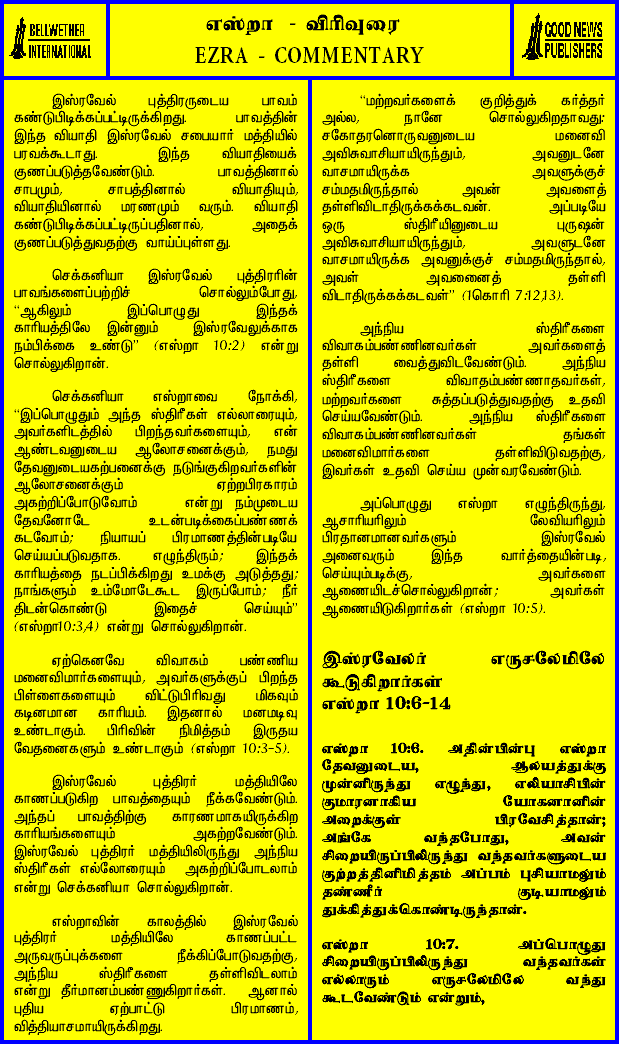 BELLWETHER
INTERNATIONAL
எஸ்றா - விரிவுரை
EZRA - COMMENTARY
GOOD NEWS
PUBLISHERS
இஸ்ரவேல் புத்திரருடைய பாவம்
கண்டுபிடிக்கப்பட்டிருக்கிறது. பாவத்தின்
இந்த வியாதி இஸ்ரவேல் சபையார் மத்தியில்
பரவக்கூடாது. இந்த வியாதியைக்
குணப்படுத்தவேண்டும். பாவத்தினால்
சாபமும், சாபத்தினால் வியாதியும்,
வியாதியினால் மரணமும் வரும். வியாதி
கண்டுபிடிக்கப்பட்டிருப்பதினால், அதைக்
குணப்படுத்துவதற்கு வாய்ப்புள்ளது.
செக்கனியா இஸ்ரவேல் புத்திரரின்
பாவங்களைப்பற்றிச் சொல்லும்போது,
“ஆகிலும் இப்பொழுது இந்தக்
காரியத்திலே இன்னும் இஸ்ரவேலுக்காக
நம்பிக்கை உண்டு” (எஸ்றா 10:2) என்று
சொல்லுகிறான்.
செக்கனியா எஸ்றாவை நோக்கி,
“இப்பொழுதும் அந்த ஸ்திரீகள் எல்லாரையும்,
அவர்களிடத்தில் பிறந்தவர்களையும், என்
ஆண்டவனுடைய ஆலோசனைக்கும், நமது
தேவனுடையகற்பனைக்கு நடுங்குகிறவர்களின்
ஆலோசனைக்கும் ஏற்றபிரகாரம்
அகற்றிப்போடுவோம் என்று நம்முடைய
தேவனோடே உடன்படிக்கைப்பண்ணக்
கடவோம்; நியாயப் பிரமாணத்தின்படியே
செய்யப்படுவதாக. எழுந்திரும்; இந்தக்
காரியத்தை நடப்பிக்கிறது உமக்கு அடுத்தது;
நாங்களும் உம்மோடேகூட இருப்போம்; நீர்
திடன்கொண்டு இதைச் செய்யும்”
(எஸ்றா10:3,4) என்று சொல்லுகிறான்.
ஏற்கெனவே விவாகம் பண்ணிய
மனைவிமார்களையும், அவர்களுக்குப் பிறந்த
பிள்ளைகளையும் விட்டுபிரிவது மிகவும்
கடினமான காரியம். இதனால் மனமடிவு
உண்டாகும். பிரிவின் நிமித்தம் இருதய
வேதனைகளும் உண்டாகும் (எஸ்றா 10:3-5).
இஸ்ரவேல் புத்திரர் மத்தியிலே
காணப்படுகிற பாவத்தையும் நீக்கவேண்டும்.
அந்தப் பாவத்திற்கு காரணமாகயிருக்கிற
காரியங்களையும் அகற்றவேண்டும்.
இஸ்ரவேல் புத்திரர் மத்தியிலிருந்து அந்நிய
ஸ்திரீகள் எல்லோரையும் அகற்றிப்போடலாம்
என்று செக்கனியா சொல்லுகிறான்.
எஸ்றாவின் காலத்தில் இஸ்ரவேல்
புத்திரர் மத்தியிலே காணப்பட்ட
அருவருப்புக்களை நீக்கிப்போடுவதற்கு,
அந்நிய ஸ்திரீகளை தள்ளிவிடலாம்
என்று தீர்மானம்பண்ணுகிறார்கள். ஆனால்
புதிய ஏற்பாட்டு பிரமாணம்,
வித்தியாசமாயிருக்கிறது.
“மற்றவர்களைக் குறித்துக் கர்த்தர்
அல்ல, நானே சொல்லுகிறதாவது:
சகோதரனொருவனுடைய மனைவி
அவிசுவாசியாயிருந்தும், அவனுடனே
வாசமாயிருக்க அவளுக்குச்
சம்மதமிருந்தால் அவன் அவளைத்
தள்ளிவிடாதிருக்கக்கடவன். அப்படியே
ஒரு ஸ்திரீயினுடைய புருஷன்
அவிசுவாசியாயிருந்தும், அவளுடனே
வாசமாயிருக்க அவனுக்குச் சம்மதமிருந்தால்,
அவள் அவனைைத் தள்ளி
விடாதிருக்கக்கடவள்” (1கொரி 7:12,13).
அந்நிய ஸ்திரீகளை
விவாகம்பண்ணினவர்கள் அவர்களைத்
தள்ளி வைத்துவிடவேண்டும். அந்நிய
ஸ்திரீகளை விவாதம்பண்ணாதவர்கள்,
மற்றவர்களை சுத்தப்படுத்துவதற்கு உதவி
செய்யவேண்டும். அந்நிய ஸ்திரீகளை
விவாகம்பண்ணினவர்கள் தங்கள்
மனைவிமார்களை தள்ளிவிடுவதற்கு,
இவர்கள் உதவி செய்ய முன்வரவேண்டும்.
அப்பொழுது எஸ்றா எழுந்திருந்து,
ஆசாரியரிலும் லேவியரிலும்
பிரதானமானவர்களும் இஸ்ரவேல்
அனைவரும் இந்த வார்த்தையின்படி,
செய்யும்படிக்கு, அவர்களை
ஆணையிடச்சொல்லுகிறான்; அவர்கள்
ஆணையிடுகிறார்கள் (எஸ்றா 10:5).
இஸ்ரவேலர் எருசலேமிலே
கூடுகிறார்கள்
எஸ்றா 10:6-14
எஸ்றா 10:6. அதின்பின்பு எஸ்றா
தேவனுடைய, ஆலயத்துக்கு
முன்னிருந்து எழுந்து, எலியாசிபின்
குமாரனாகிய யோகனானின்
அறைக்குள் பிரவேசித்தான்;
அங்கே வந்தபோது, அவன்
சிறையிருப்பிலிருந்து வந்தவர்களுடைய
குற்றத்தினிமித்தம் அப்பம் புசியாமலும்
தண்ணீர் குடியாமலும்
துக்கித்துக்கொண்டிருந்தான்.
எஸ்றா 10:7. அப்பொழுது
சிறையிருப்பிலிருந்து வந்தவர்கள்
எல்லாரும் எருசலேமிலே வந்து
கூடவேண்டும் என்றும்,